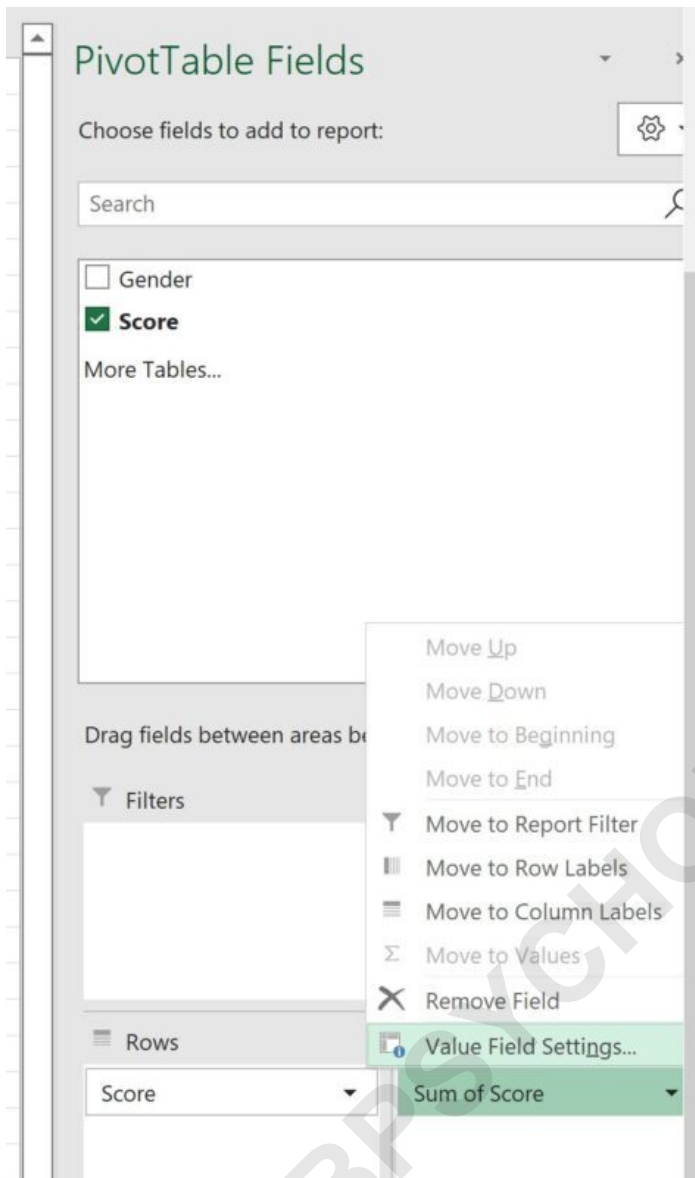 PivotTable Fields
Choose fields to add to report:
Search
Gender
Score
More Tables...
Drag fields between areas
Filters
Rows
Score
Move Up
Move Down
Move to Beginning
Move to End
Move to Report Filter
Move to Row Labels
Move to Column Labels
Move to Values
Remove Field
Value Field Settings...
Sum of Score
BPSYCHO